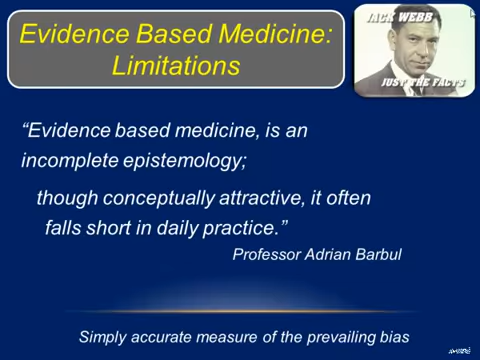 Evidence Based Medicine:
Limitations
JACK WEBB
JUST THE FACTS
“Evidence based medicine, is an
incomplete epistemology;
though conceptually attractive, it often
falls short in daily practice.”
Professor Adrian Barbul
Simply accurate measure of the prevailing bias